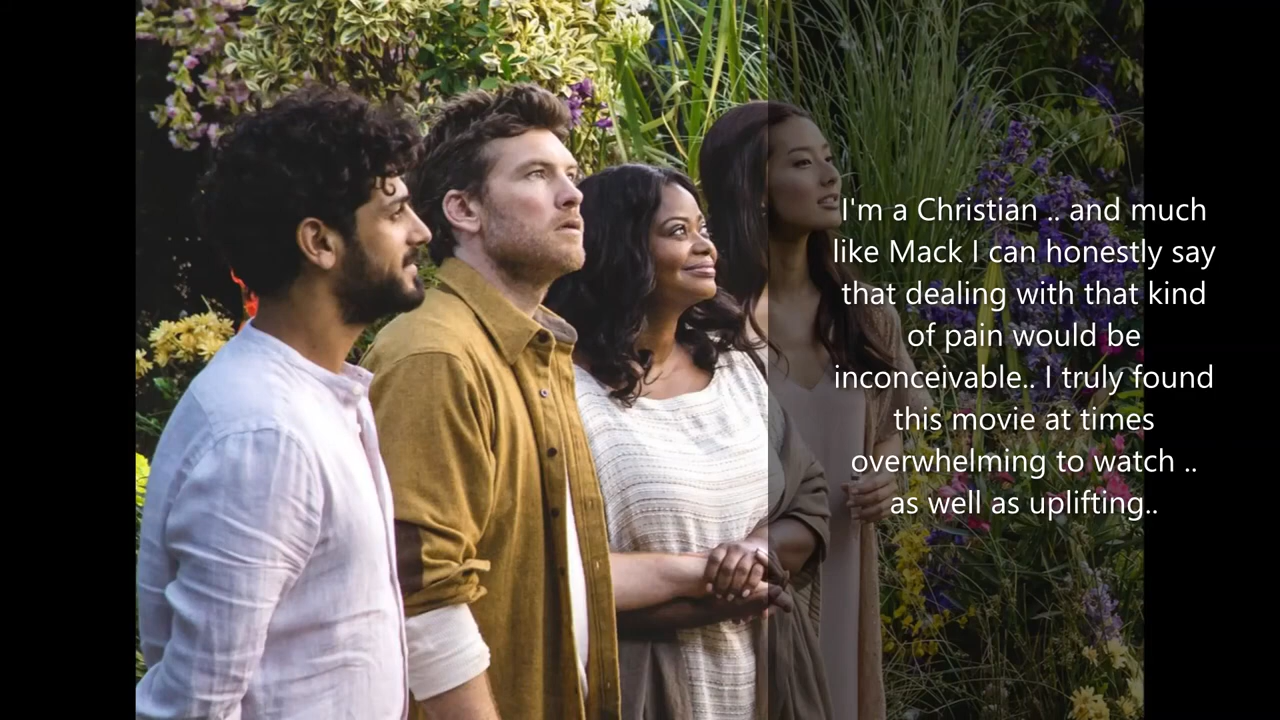 I'm a Christian .. and much
like Mack I can honestly say
that dealing with that kind
of pain would be
inconceivable.. I truly found
this movie at times
overwhelming to watch ..
as well as uplifting..